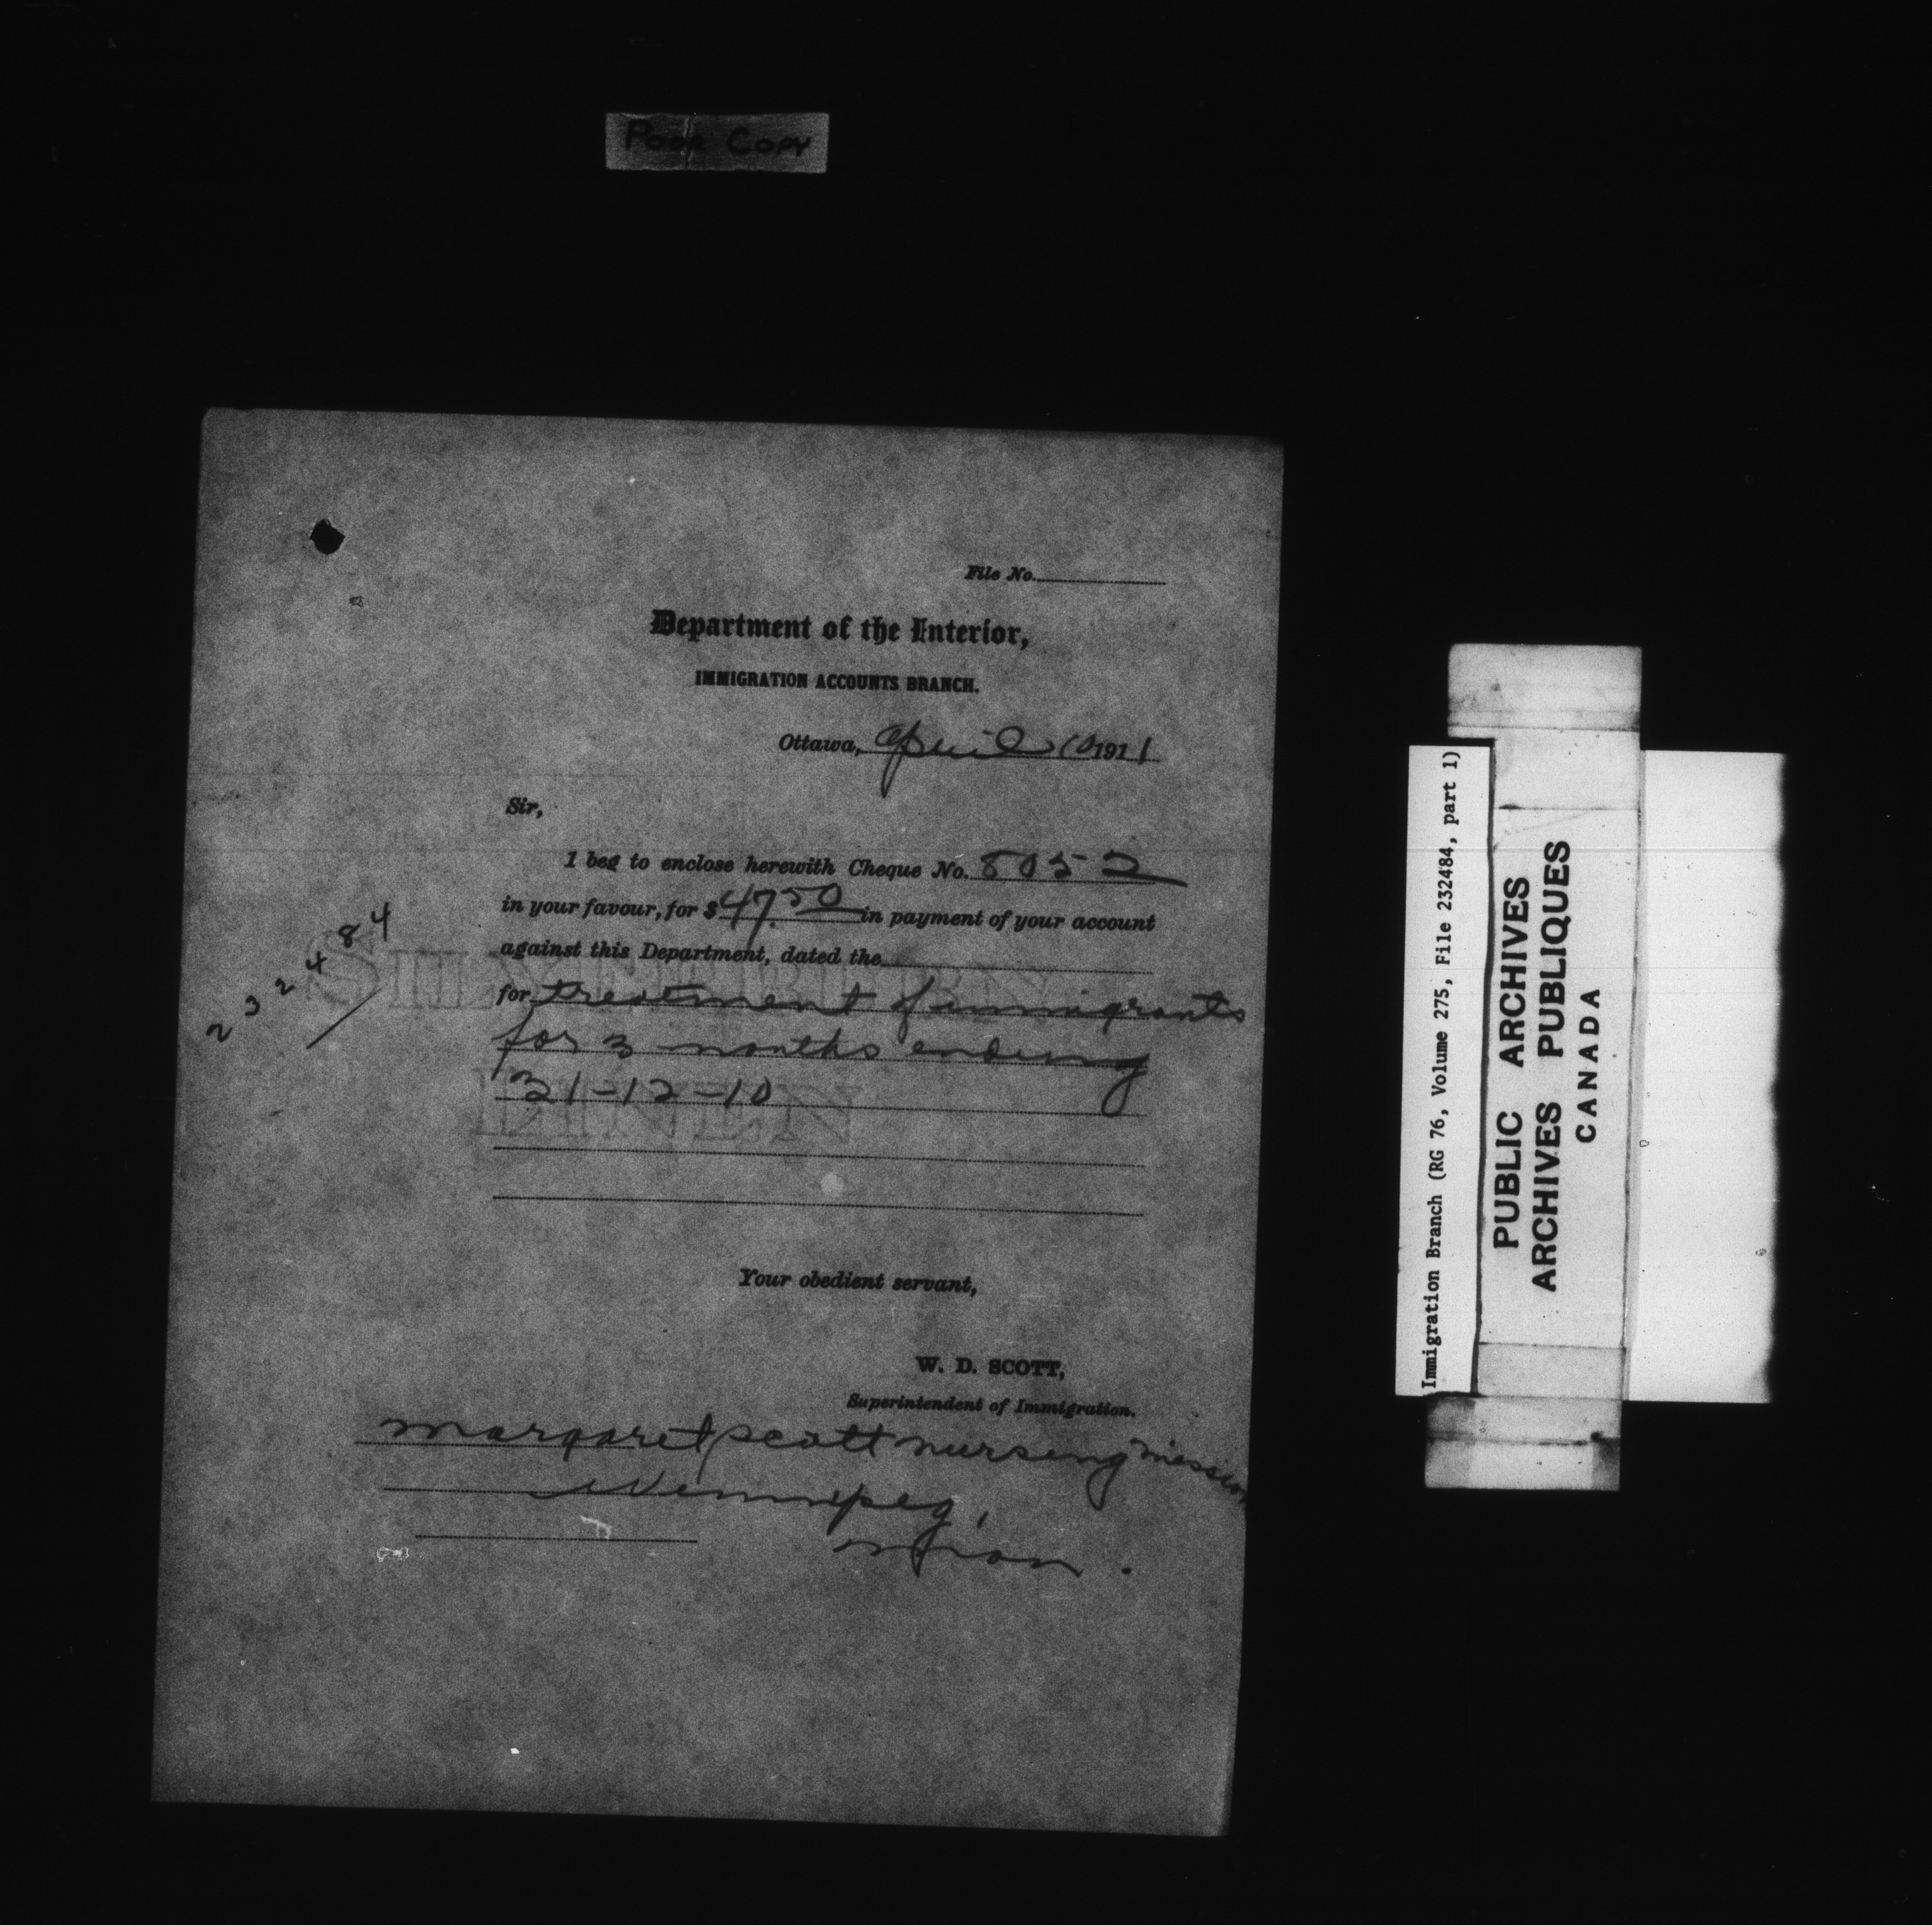 Poor Copy
File No.
Department of the Interior,
IMMIGRATION ACCOUNTS BRANCH.
Ottawa, April 10 1911
Sir,
I beg to enclose herewith Cheque No. 8052
in your favour, for $47.50 in payment of your account
against this Department, dated the
for treatment of immigrants
for 3 months ending
31-12-10
232484
LINEN
Your obedient servant,
W. D. SCOTT,
Superintendent of Immigration.
Margaret Scott Nursing Mission
Winnipeg,
Man.
Immigration Branch (RG 76, Volume 275, File 232484, part 1)
PUBLIC ARCHIVES
ARCHIVES PUBLIQUES
CANADA